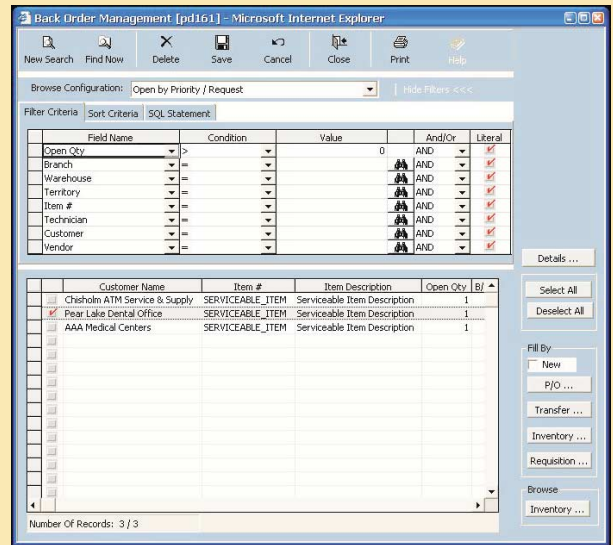 Back Order Management [pd161] - Microsoft Internet Explorer
New Search Find Now Delete Save Cancel Close Print Help
Browse Configuration: Open by Priority / Request Hide Filters <<<
Filter Criteria Sort Criteria SQL Statement
Field Name Condition Value And/Or Literal
Open Qty > 0 AND
Branch = AND
Warehouse = AND
Territory = AND
Item # = AND
Technician = AND
Customer = AND
Vendor = AND
Details ...
Customer Name Item # Item Description Open Qty B/
Chisholm ATM Service & Supply SERVICEABLE_ITEM Serviceable Item Description 1
Pear Lake Dental Office SERVICEABLE_ITEM Serviceable Item Description 1
AAA Medical Centers SERVICEABLE_ITEM Serviceable Item Description 1
Select All
Deselect All
Fill By
New
P/O ...
Transfer ...
Inventory ...
Requisition ...
Browse
Inventory ...
Number Of Records: 3 / 3